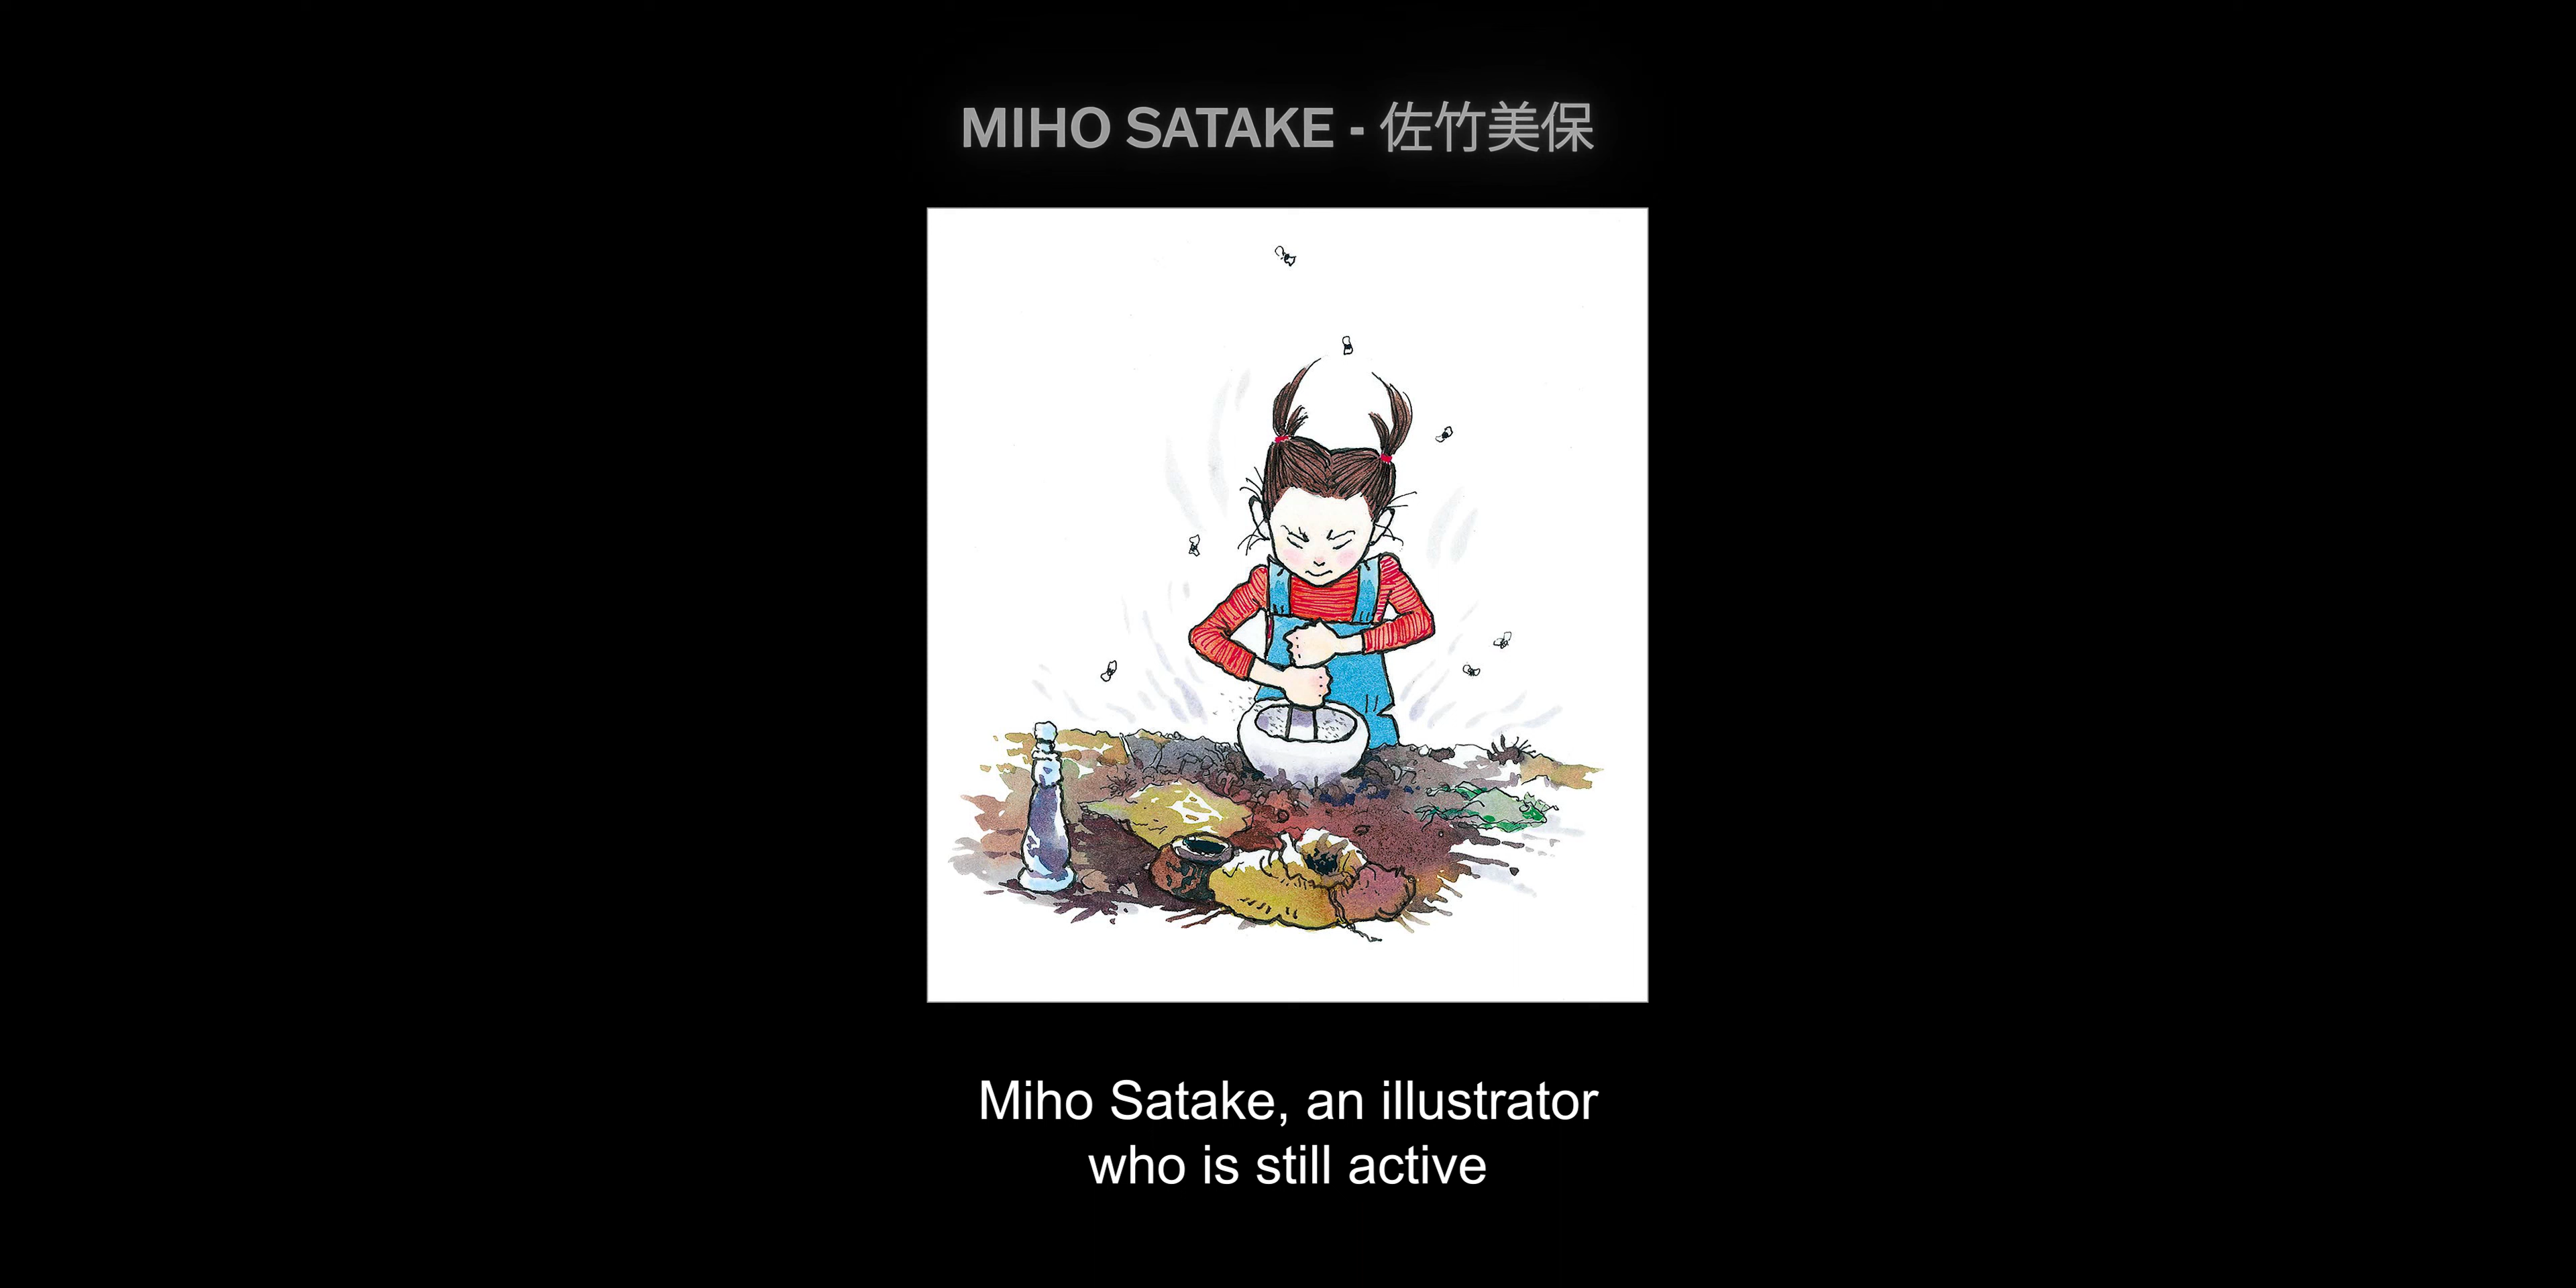 MIHO SATAKE - 佐竹美保
Miho Satake, an illustrator
who is still active